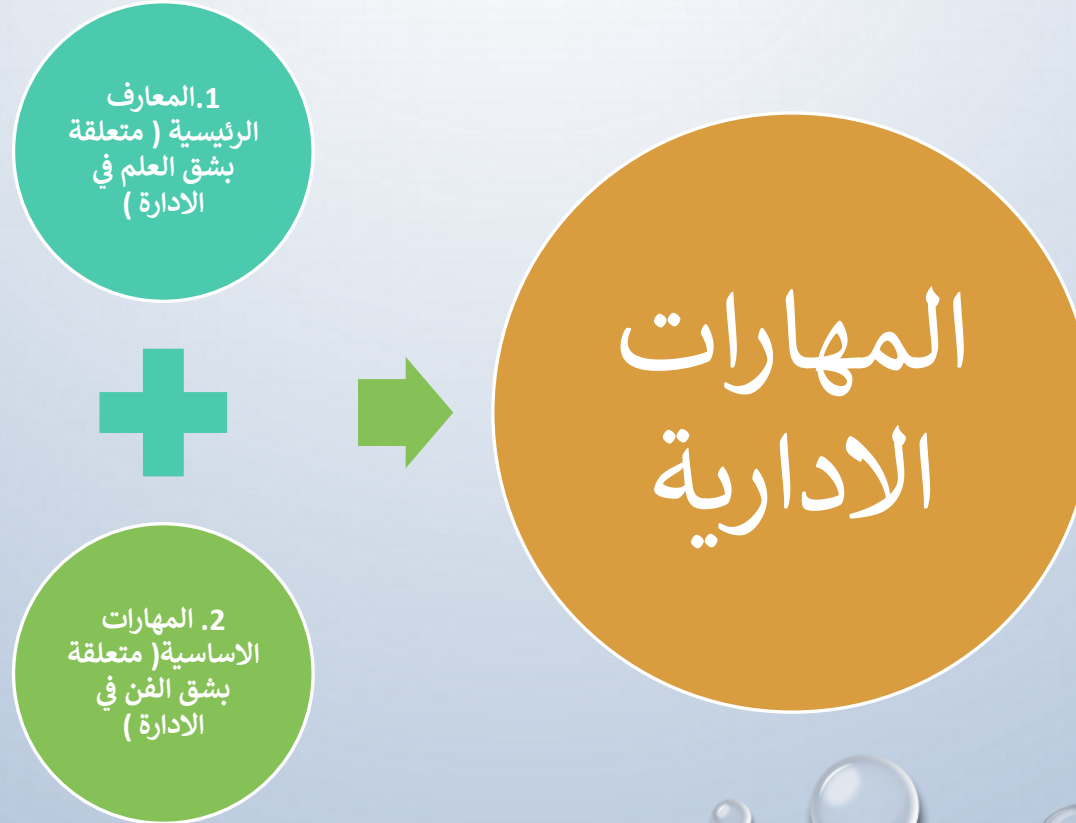 1.المعارف
الرئيسية ( متعلقة
بشق العلم في
الادارة )
2. المهارات
الاساسية( متعلقة
بشق الفن في
الادارة )
المهارات
الادارية